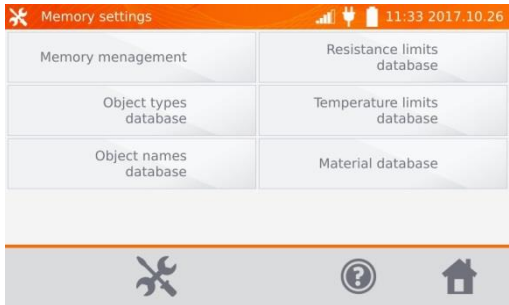 Memory settings
11:33 2017.10.26
Memory menagement
Resistance limits
database
Object types
database
Temperature limits
database
Object names
database
Material database
?